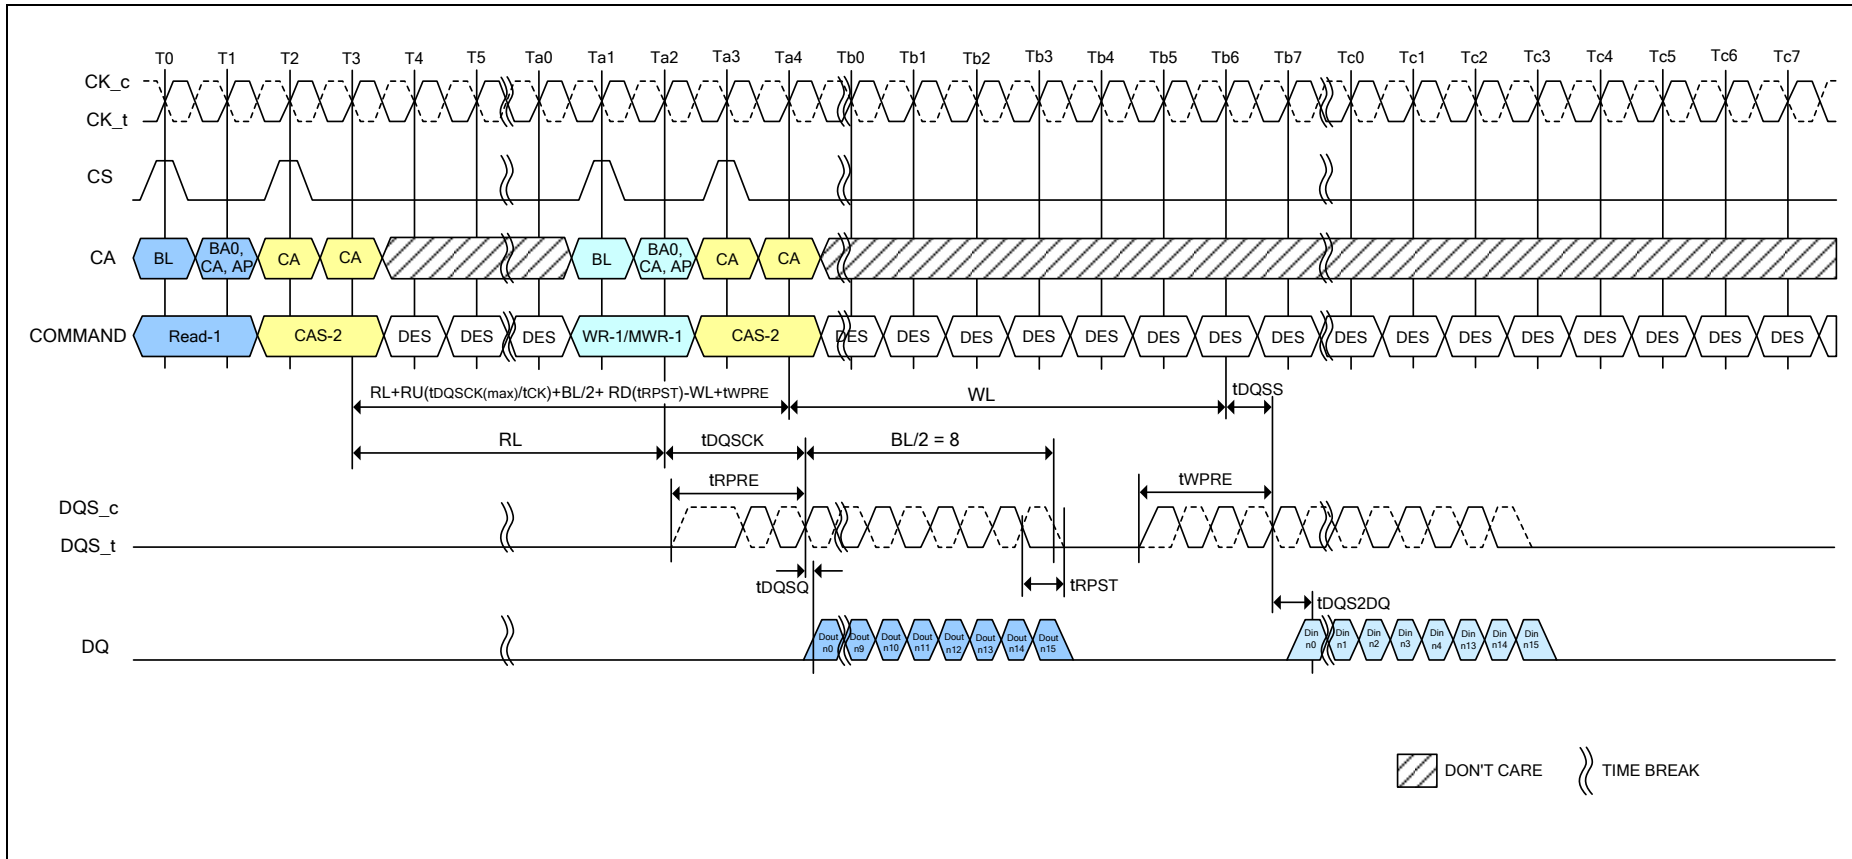 T0 T1 T2 T3 T4 T5 Ta0 Ta1 Ta2 Ta3 Ta4 Tb0 Tb1 Tb2 Tb3 Tb4 Tb5 Tb6 Tb7 Tc0 Tc1 Tc2 Tc3 Tc4 Tc5 Tc6 Tc7
CK_c
CK_t
CS
CA BL BA0, CA, AP CA CA BL BA0, CA, AP CA CA
COMMAND Read-1 CAS-2 DES DES DES WR-1/MWR-1 CAS-2 DES DES DES DES DES DES DES DES DES DES DES DES DES DES DES DES
RL+RU(tDQSCK(max)/tCK)+BL/2+ RD(tRPST)-WL+tWPRE WL tDQSS
RL tDQSCK BL/2 = 8
tRPRE tWPRE
DQS_c
DQS_t
tDQSQ tRPST tDQS2DQ
DQ Dout n0 Dout n9 Dout n10 Dout n11 Dout n12 Dout n13 Dout n14 Dout n15 Din n0 Din n1 Din n2 Din n3 Din n4 Din n13 Din n14 Din n15
DON'T CARE TIME BREAK